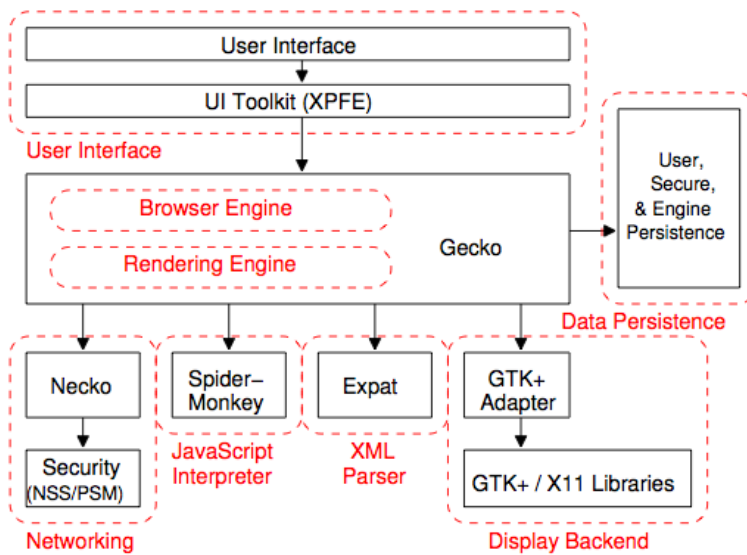 User Interface
UI Toolkit (XPFE)
User Interface
User,
Secure,
& Engine
Persistence
Data Persistence
Browser Engine
Rendering Engine
Gecko
Necko
Security
(NSS/PSM)
Networking
Spider-
Monkey
JavaScript
Interpreter
Expat
XML
Parser
GTK+
Adapter
GTK+ / X11 Libraries
Display Backend